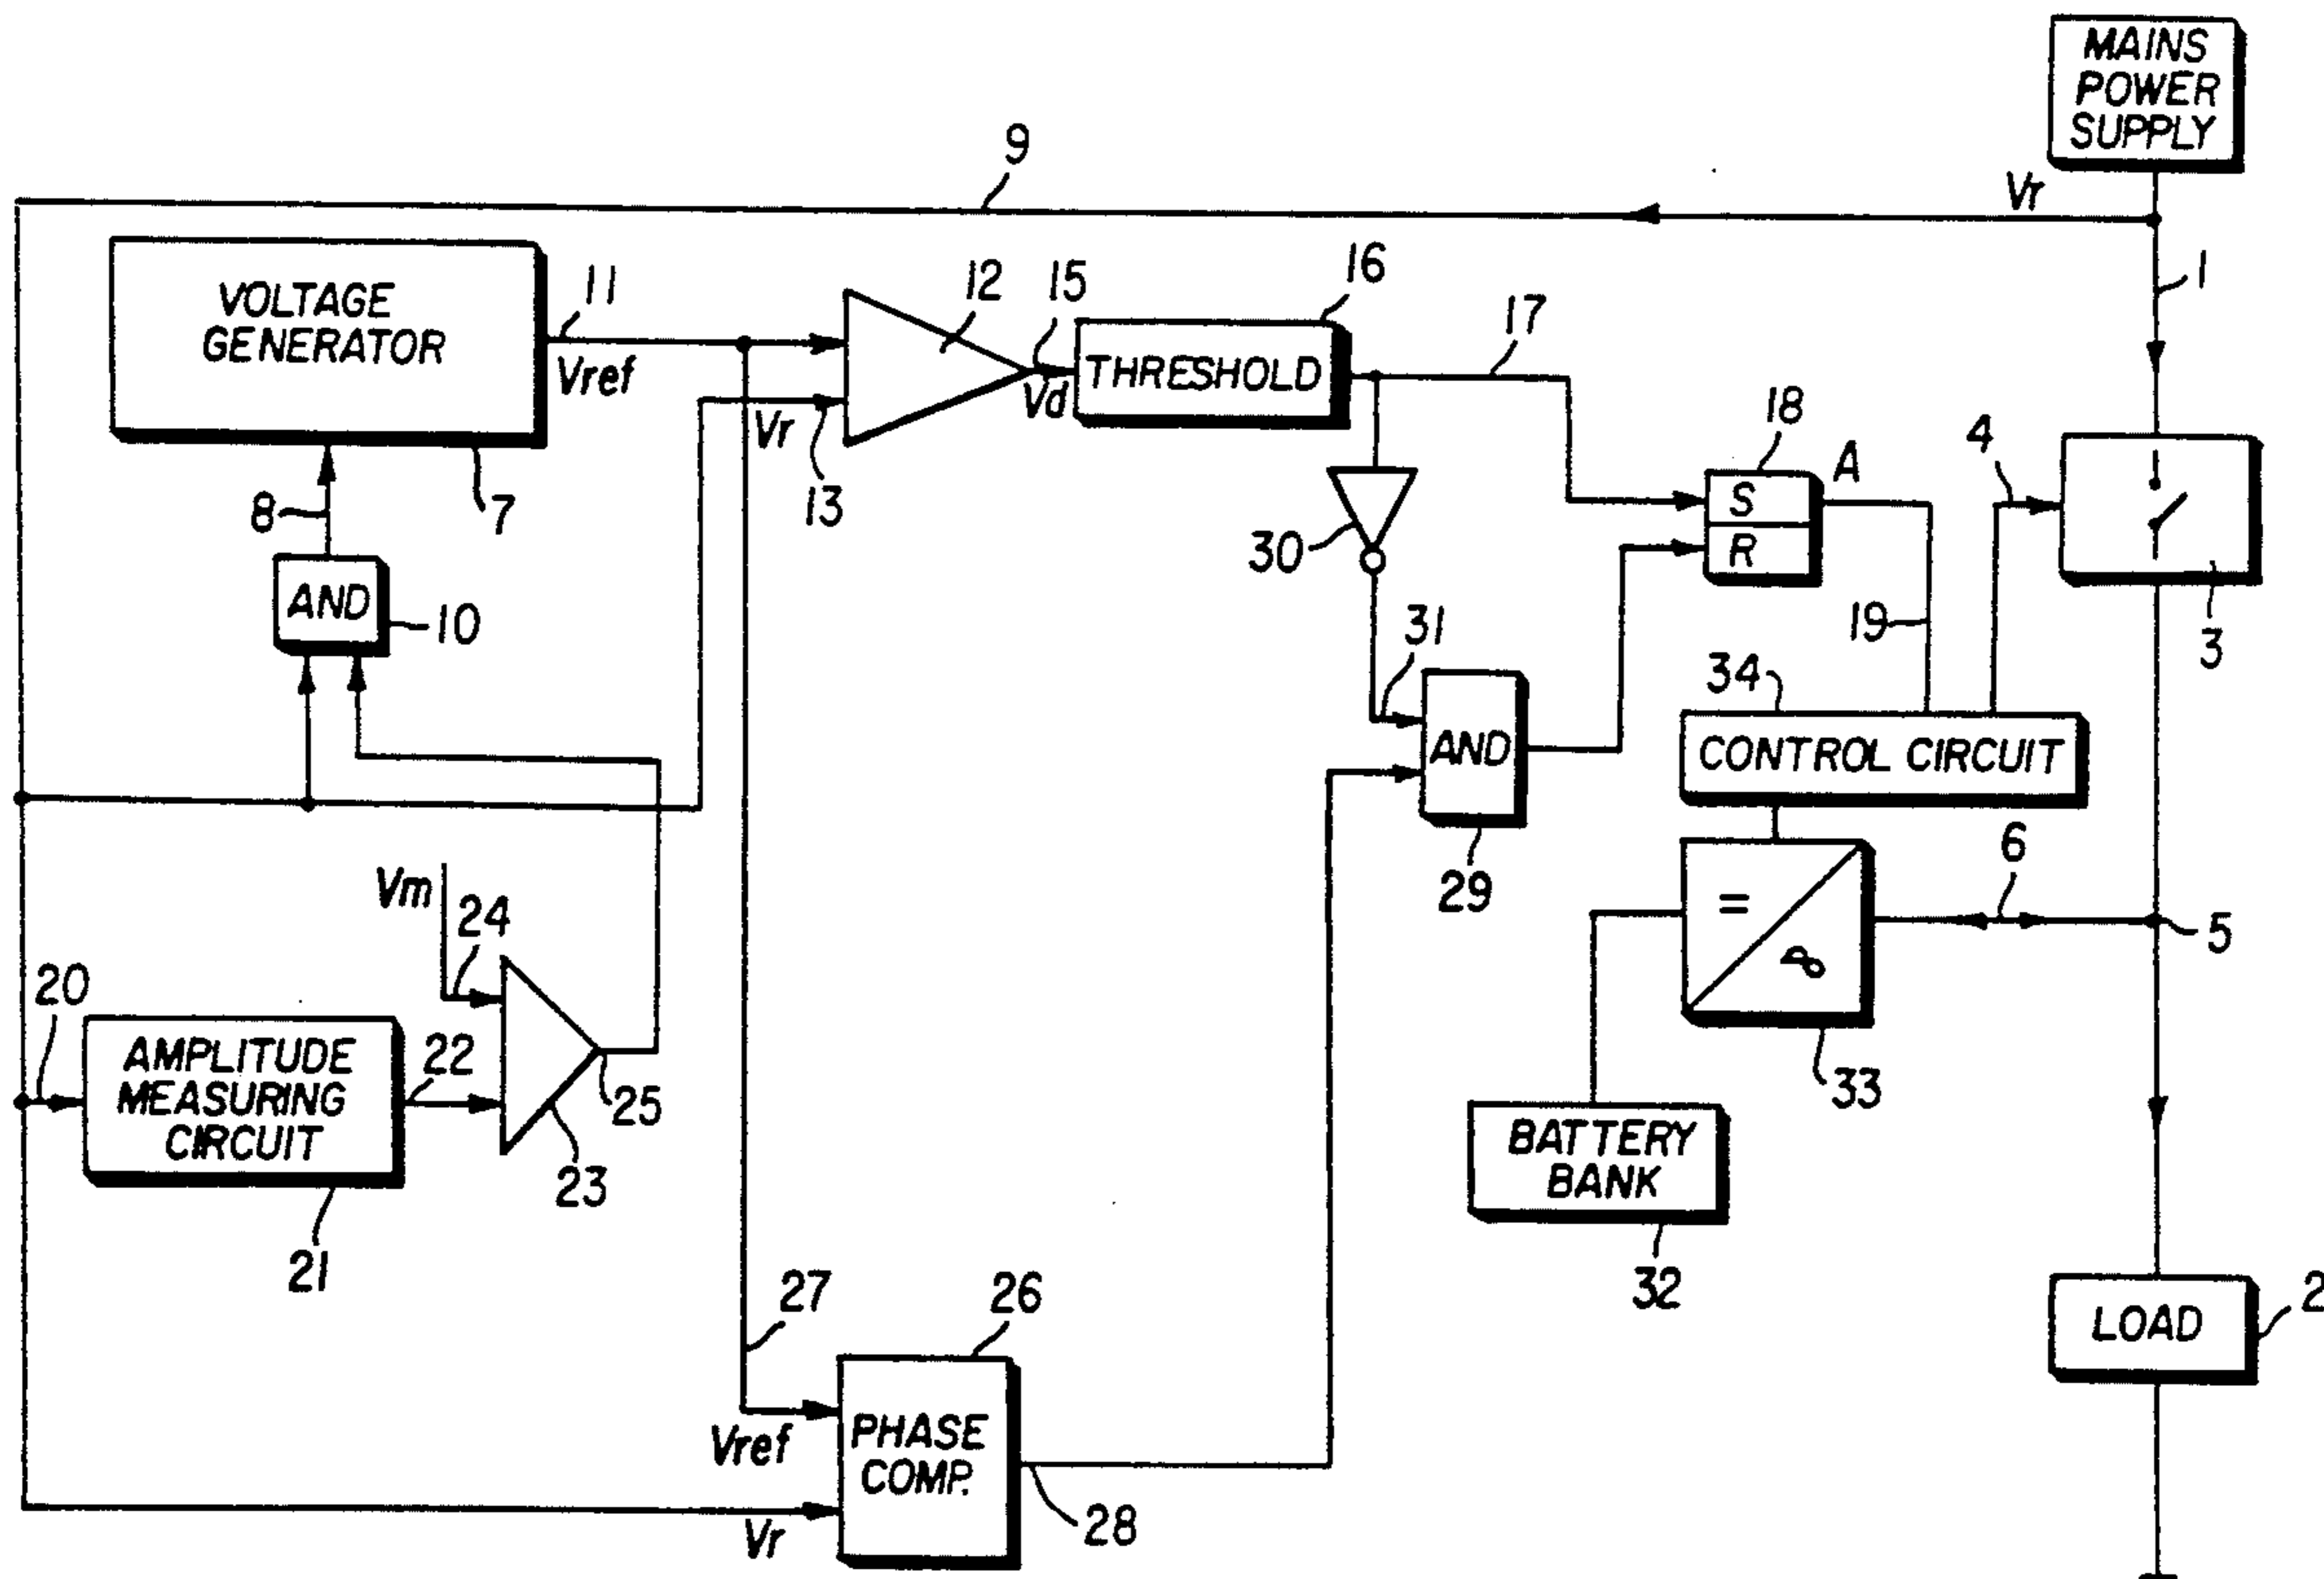 MAINS
POWER
SUPPLY
Vr
9
1
VOLTAGE
GENERATOR
11
Vref
12
15
Vd
16
THRESHOLD
17
Vr
13
8
7
AND
10
18
S
R
A
4
3
19
30
31
AND
29
34
CONTROL CIRCUIT
6
5
=
33
Vm
24
20
AMPLITUDE
MEASURING
CIRCUIT
22
25
23
21
BATTERY
BANK
32
27
26
Vref
PHASE
COMP.
Vr
28
LOAD
2